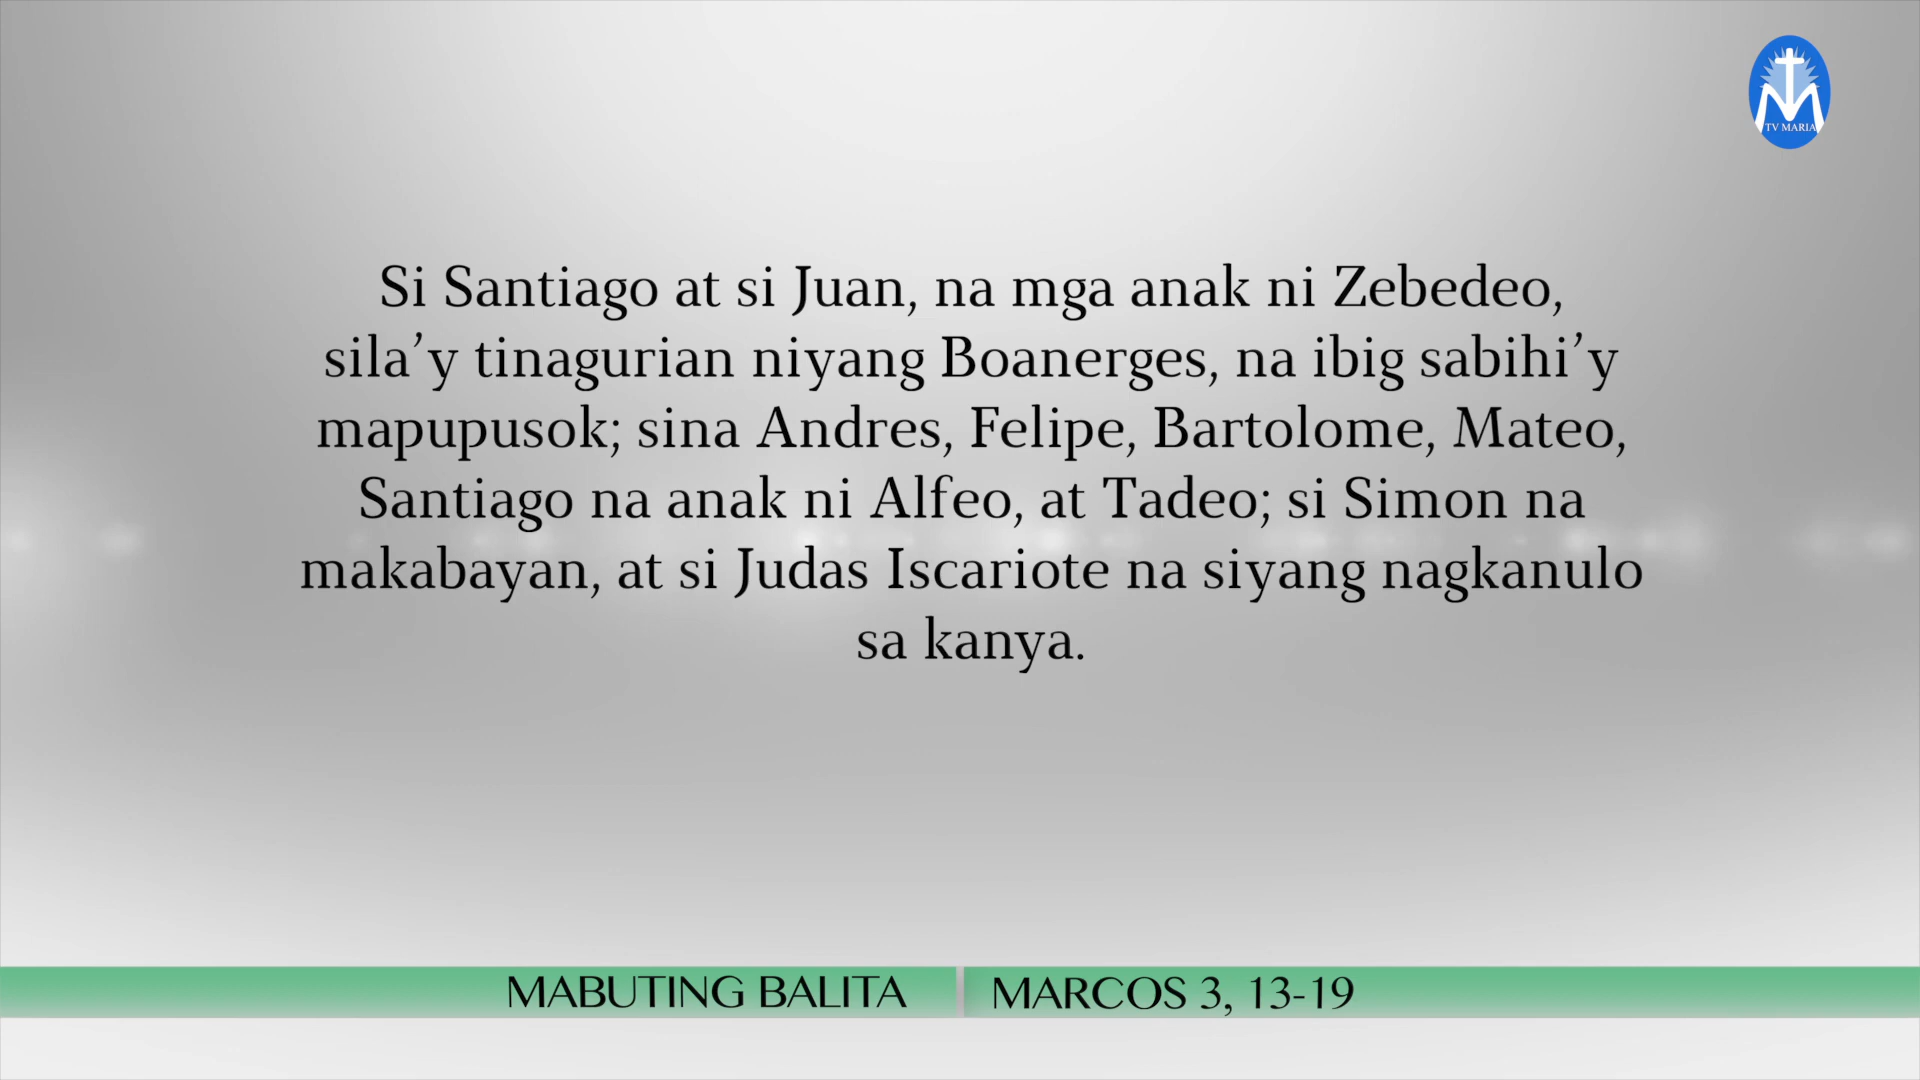 TV MARIA
Si Santiago at si Juan, na mga anak ni Zebedeo,
sila’y tinagurian niyang Boanerges, na ibig sabihi’y
mapupusok; sina Andres, Felipe, Bartolome, Mateo,
Santiago na anak ni Alfeo, at Tadeo; si Simon na
makabayan, at si Judas Iscariote na siyang nagkanulo
sa kanya.
MABUTING BALITA
MARCOS 3, 13-19